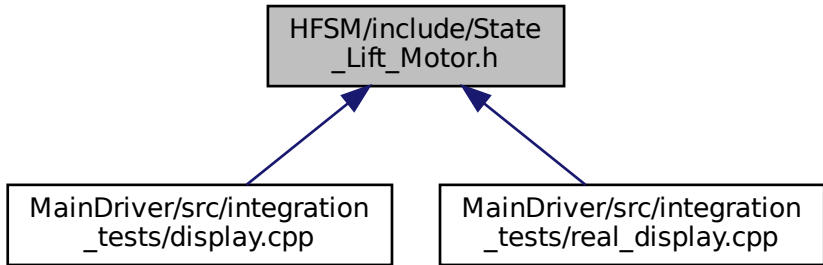 HFSM/include/State
_Lift_Motor.h
MainDriver/src/integration
_tests/display.cpp
MainDriver/src/integration
_tests/real_display.cpp